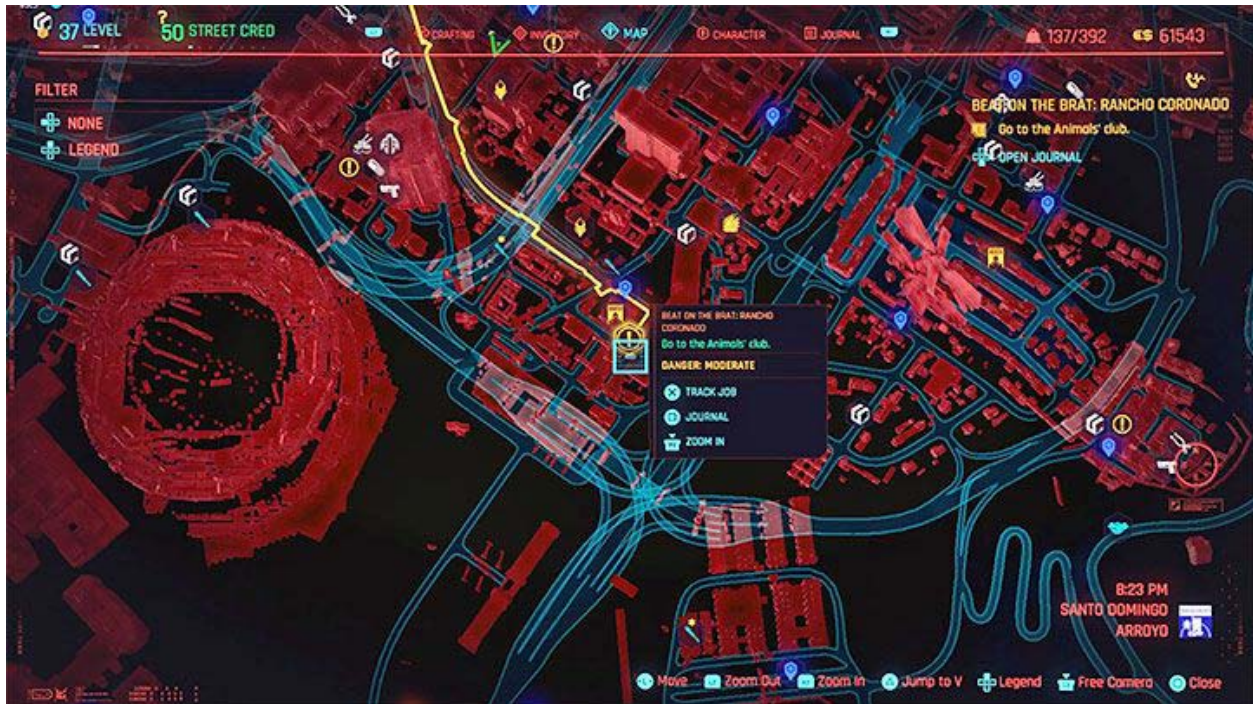 37 LEVEL
50 STREET CRED
CRAFTING
INVENTORY
MAP
CHARACTER
JOURNAL
137/392
€$ 61543
FILTER
NONE
LEGEND
BEAT ON THE BRAT: RANCHO CORONADO
Go to the Animals' club.
OPEN JOURNAL
BEAT ON THE BRAT: RANCHO
CORONADO
Go to the Animals' club.
DANGER: MODERATE
TRACK JOB
JOURNAL
ZOOM IN
8:23 PM
SANTO DOMINGO
ARROYO
Move
Zoom Out
Zoom In
Jump to V
Legend
Free Camera
Close